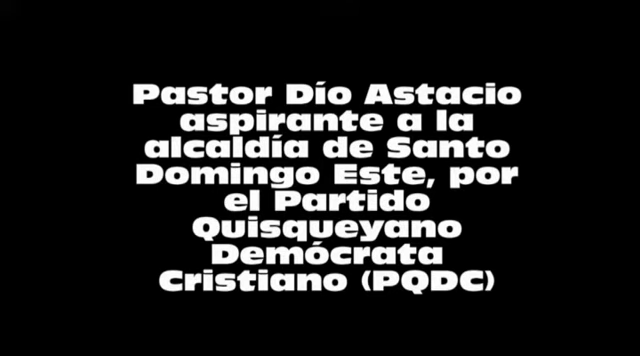 Pastor Dío Astacio
aspirante a la
alcaldía de Santo
Domingo Este, por
el Partido
Quisqueyano
Demócrata
Cristiano (PQDC)